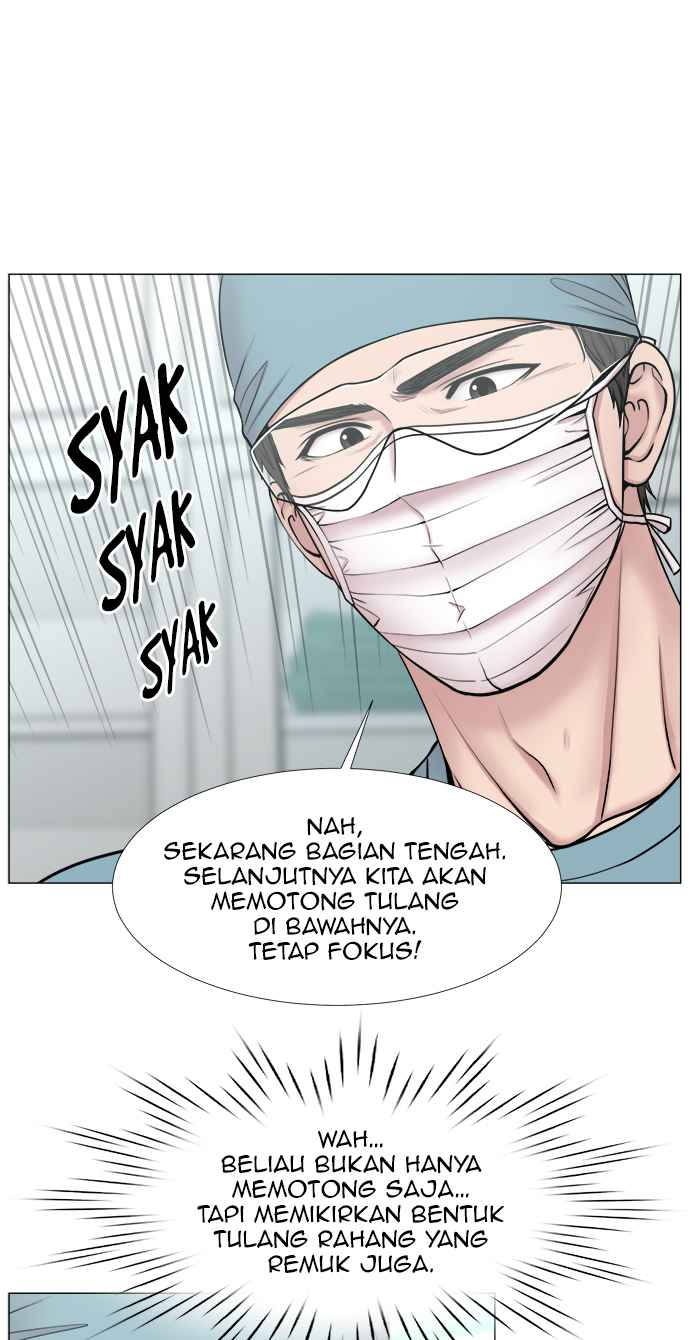 SYAK
SYAK
SYAK
NAH,
SEKARANG BAGIAN TENGAH.
SELANJUTNYA KITA AKAN
MEMOTONG TULANG
DI BAWAHNYA.
TETAP FOKUS!
WAH...
BELIAU BUKAN HANYA
MEMOTONG SAJA...
TAPI MEMIKIRKAN BENTUK
TULANG RAHANG YANG
REMUK JUGA.